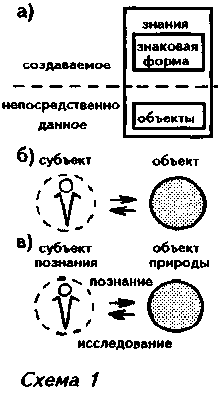 а)
знания
знаковая
форма
создаваемое
непосредственно
данное
объекты
б)
субъект объект
в)
субъект объект
познания природы
познание
исследование
Схема 1